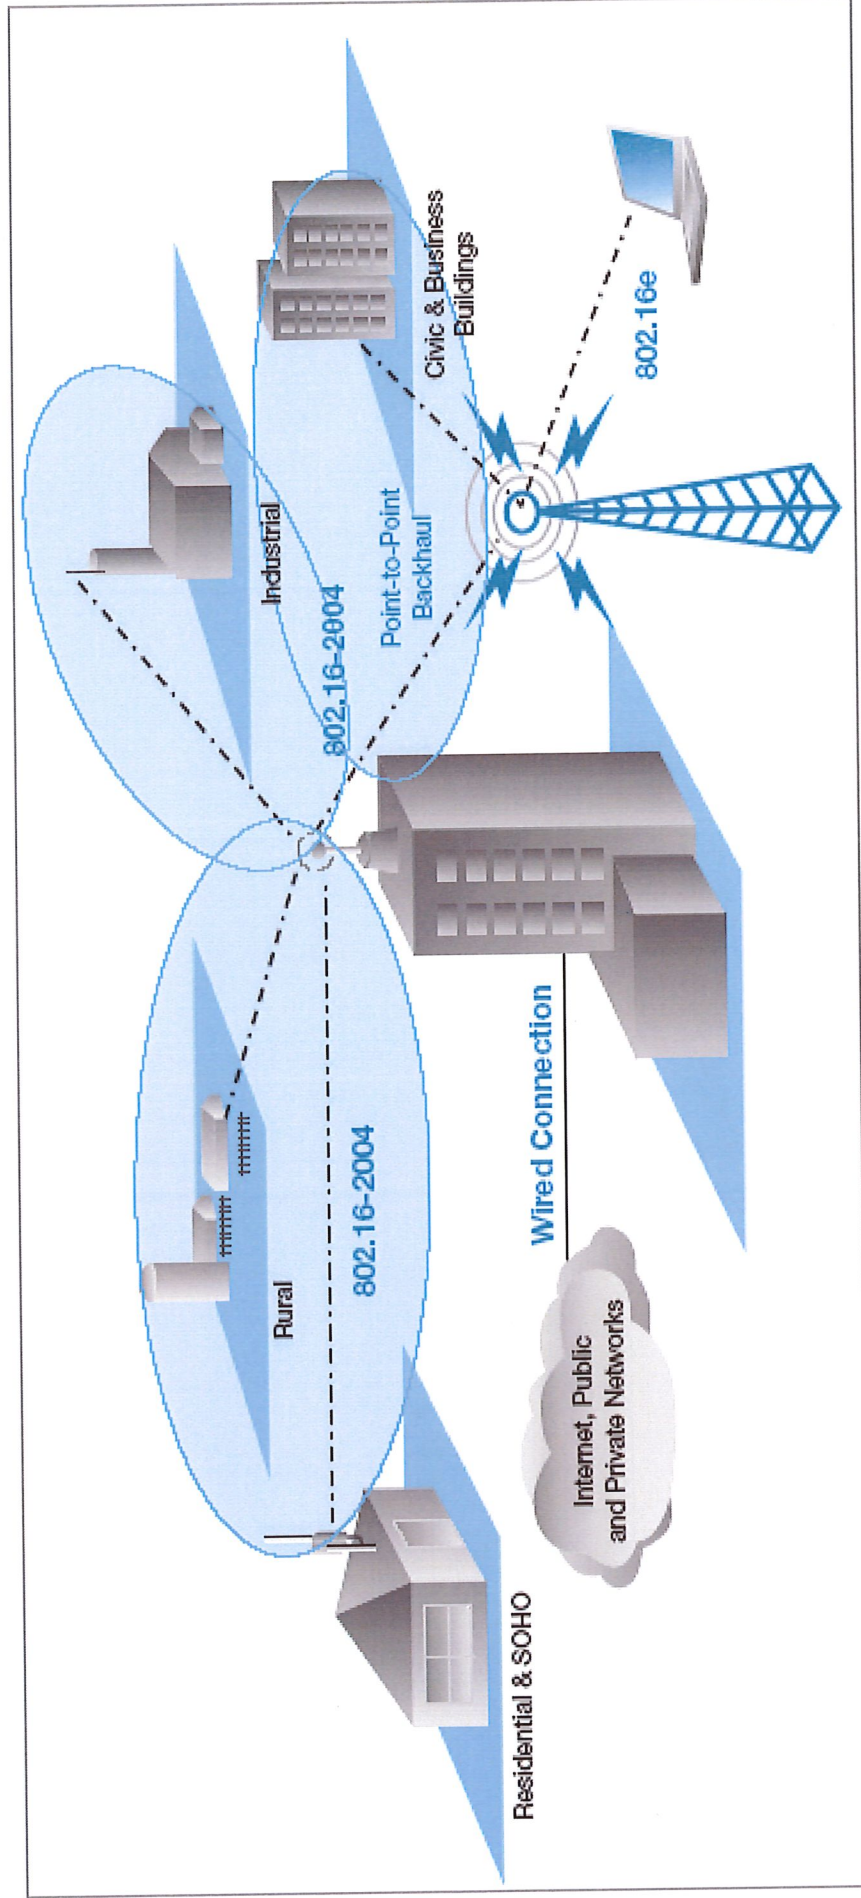 Rural
Industrial
802.16-2004
802.16-2004
Point-to-Point
Backhaul
Civic & Business
Buildings
Residential & SOHO
Wired Connection
802.16e
Internet, Public
and Private Networks